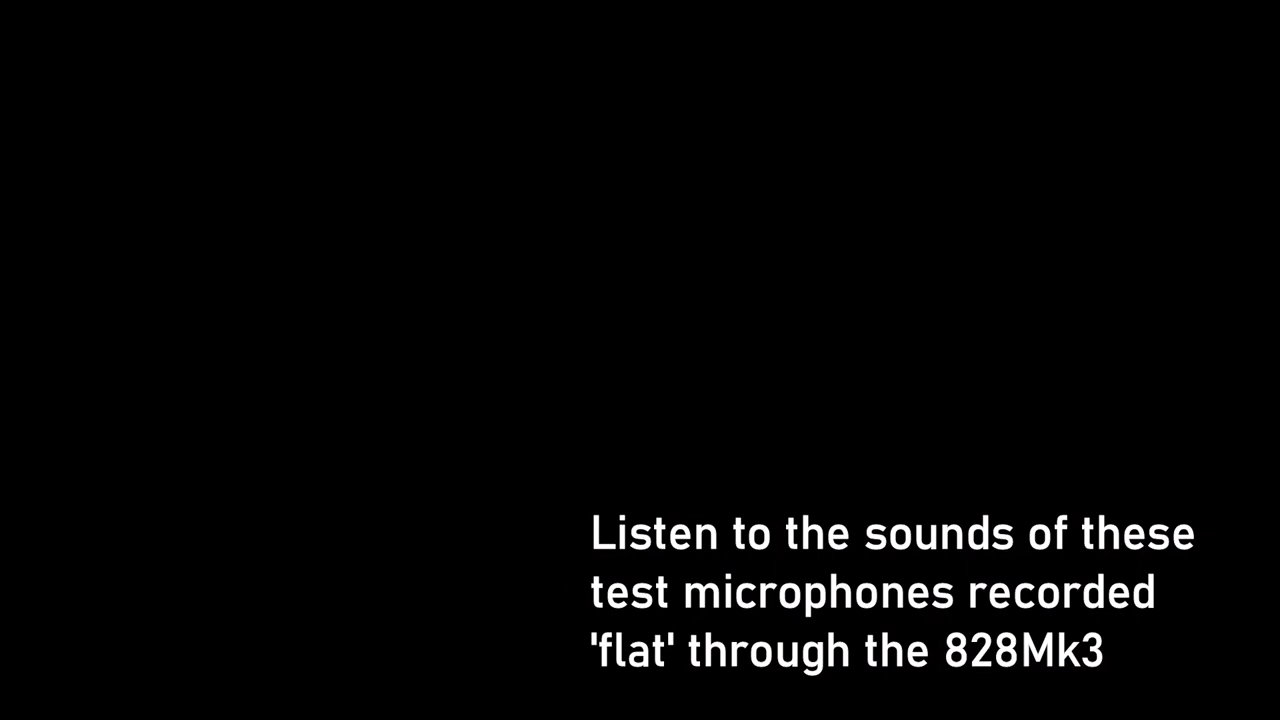 Listen to the sounds of these
test microphones recorded
'flat' through the 828Mk3